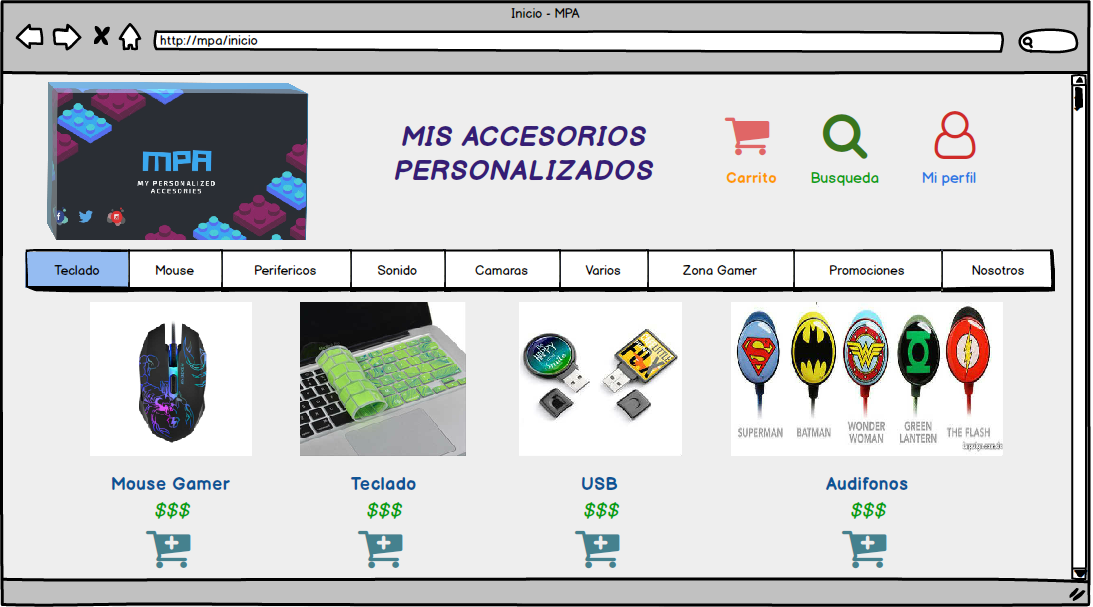 Inicio - MPA
http://mpa/inicio
MPA
MY PERSONALIZED
ACCESORIES
MIS ACCESORIOS
PERSONALIZADOS
Carrito
Busqueda
Mi perfil
Teclado
Mouse
Perifericos
Sonido
Camaras
Varios
Zona Gamer
Promociones
Nosotros
HAPPY
SUPERMAN
BATMAN
WONDER
WOMAN
GREEN
LANTERN
THE FLASH
Mouse Gamer
$$$
Teclado
$$$
USB
$$$
Audifonos
$$$